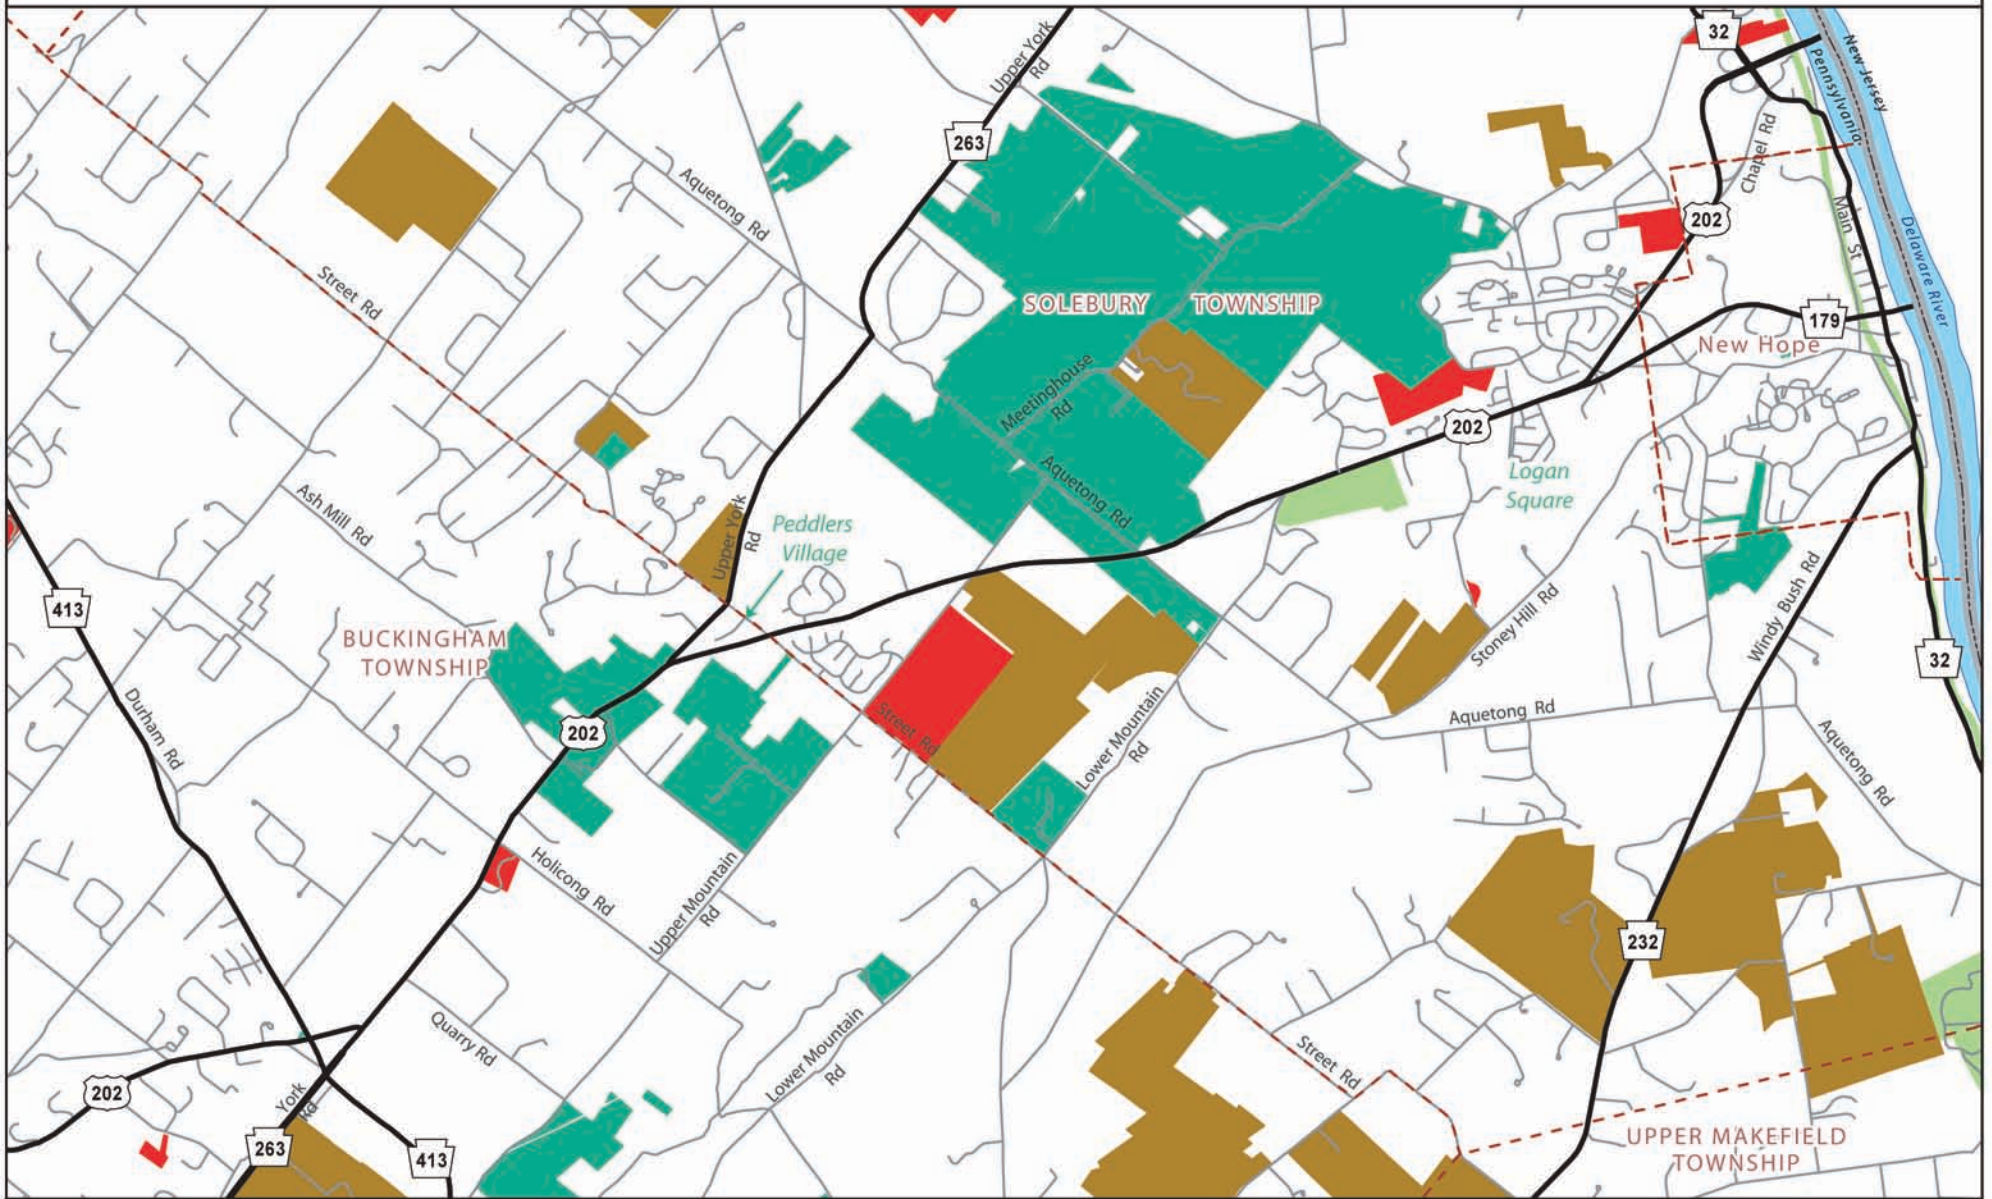 32
New Jersey
Pennsylvania
Upper York
Rd
263
Chapel Rd
Aquetong Rd
202
Main St
Delaware River
Street Rd
SOLEBURY TOWNSHIP
179
New Hope
Meetinghouse
Rd
202
Aquetong Rd
Logan
Square
Ash Mill Rd
Upper York
Rd
Peddlers
Village
413
BUCKINGHAM
TOWNSHIP
Stoney Hill Rd
Windy Bush Rd
32
Durham Rd
202
Street Rd
Lower Mountain
Rd
Aquetong Rd
Aquetong Rd
Holicong Rd
Upper Mountain
Rd
232
Quarry Rd
Lower Mountain
Rd
Street Rd
202
York
Rd
263
413
UPPER MAKEFIELD
TOWNSHIP